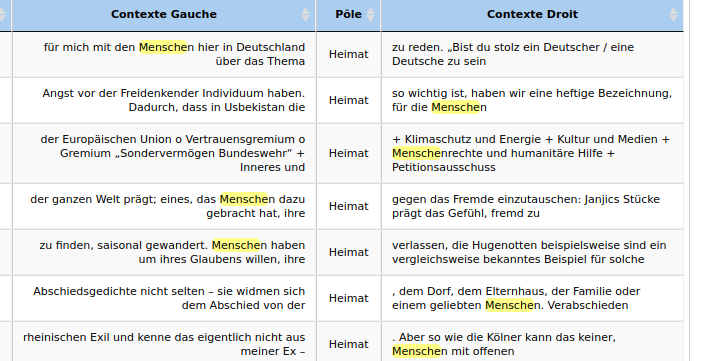 Contexte Gauche Pôle Contexte Droit
für mich mit den Menschen hier in Deutschland
über das Thema
Heimat
zu reden. „Bist du stolz ein Deutscher / eine
Deutsche zu sein
Angst vor der Freidenkender Individuum haben.
Dadurch, dass in Usbekistan die
Heimat
so wichtig ist, haben wir eine heftige Bezeichnung,
für die Menschen
der Europäischen Union o Vertrauensgremium o
Gremium „Sondervermögen Bundeswehr“ +
Inneres und
Heimat
+ Klimaschutz und Energie + Kultur und Medien +
Menschenrechte und humanitäre Hilfe +
Petitionsausschuss
der ganzen Welt prägt; eines, das Menschen dazu
gebracht hat, ihre
Heimat
gegen das Fremde einzutauschen: Janjics Stücke
prägt das Gefühl, fremd zu
zu finden, saisonal gewandert. Menschen haben
um ihres Glaubens willen, ihre
Heimat
verlassen, die Hugenotten beispielsweise sind ein
vergleichsweise bekanntes Beispiel für solche
Abschiedsgedichte nicht selten – sie widmen sich
dem Abschied von der
Heimat
, dem Dorf, dem Elternhaus, der Familie oder
einem geliebten Menschen. Verabschieden
rheinischen Exil und kenne das eigentlich nicht aus
meiner Ex –
Heimat
. Aber so wie die Kölner kann das keiner,
Menschen mit offenen